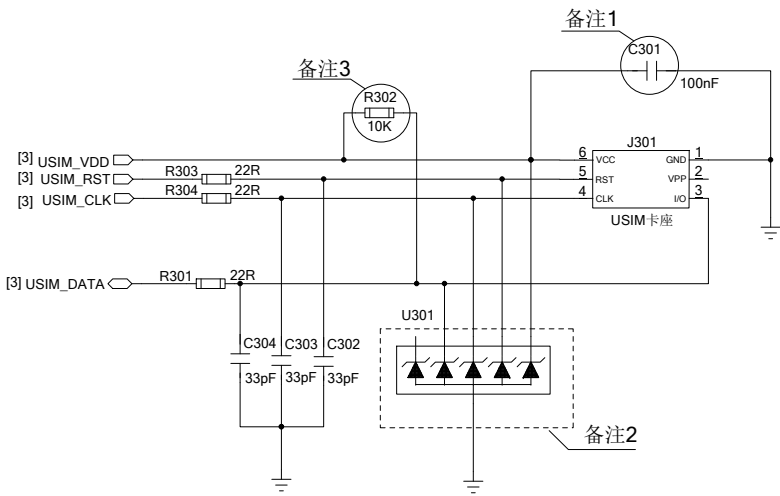 备注1
C301
100nF
备注3
R302
10K
J301
[3] USIM_VDD
6
VCC
GND
1
[3] USIM_RST
R303
22R
5
RST
VPP
2
[3] USIM_CLK
R304
22R
4
CLK
I/O
3
USIM卡座
[3] USIM_DATA
R301
22R
U301
C304
C303
C302
33pF
33pF
33pF
备注2